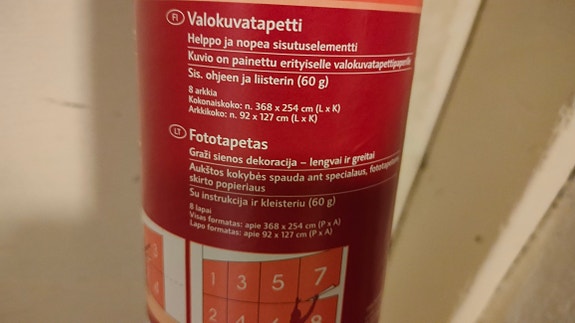 FI Valokuvatapetti
Helppo ja nopea sisutuselementti
Kuvio on painettu erityiselle valokuvatapettipaperille
Sis. ohjeen ja liisterin (60 g)
8 arkkia
Kokonaiskoko: n. 368 x 254 cm (L x K)
Arkkikoko: n. 92 x 127 cm (L x K)
LT Fototapetas
Graži sienos dekoracija – lengvai ir greitai
Aukštos kokybės spauda ant specialaus,
skirto popieriaus
Su instrukcija ir kleisteriu (60 g)
8 lapai
Visas formatas: apie 368 x 254 cm (P x A)
Lapo formatas: apie 92 x 127 cm (P x A)
3
1 3 5 7
2 4 6 8